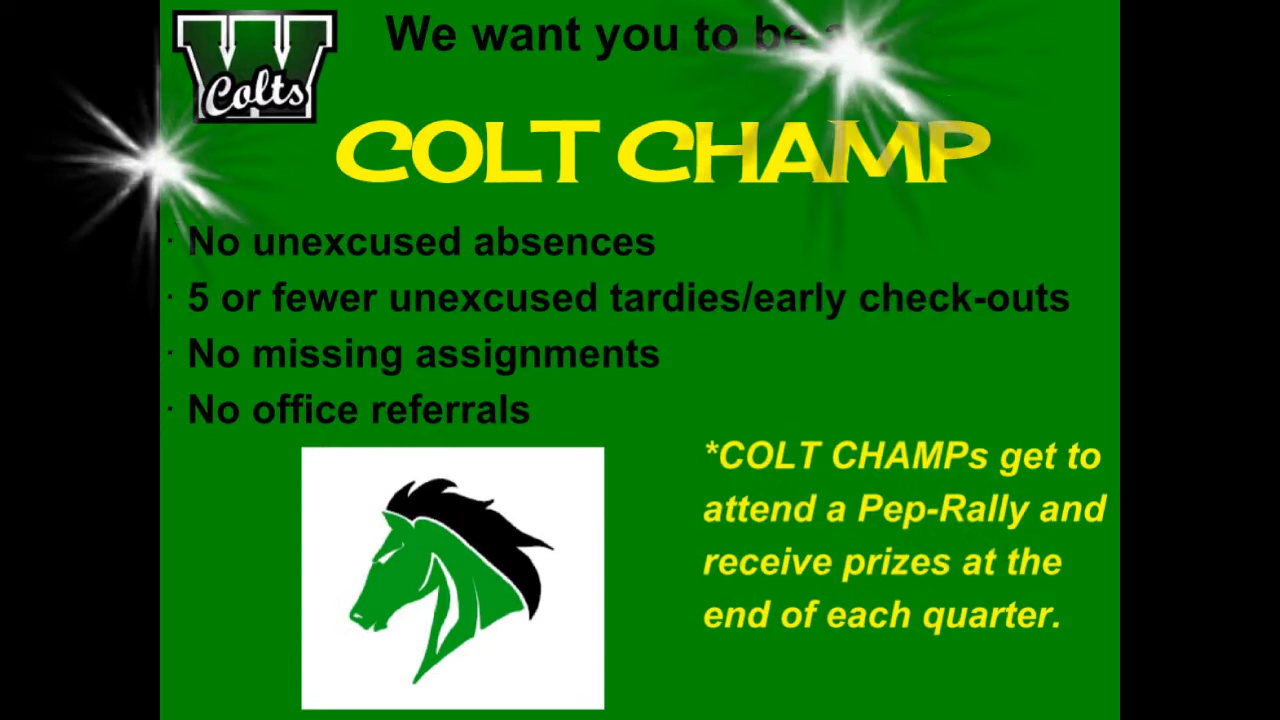 W
Colts
We want you to be
COLT CHAMP
· No unexcused absences
· 5 or fewer unexcused tardies/early check-outs
· No missing assignments
· No office referrals
*COLT CHAMPs get to
attend a Pep-Rally and
receive prizes at the
end of each quarter.